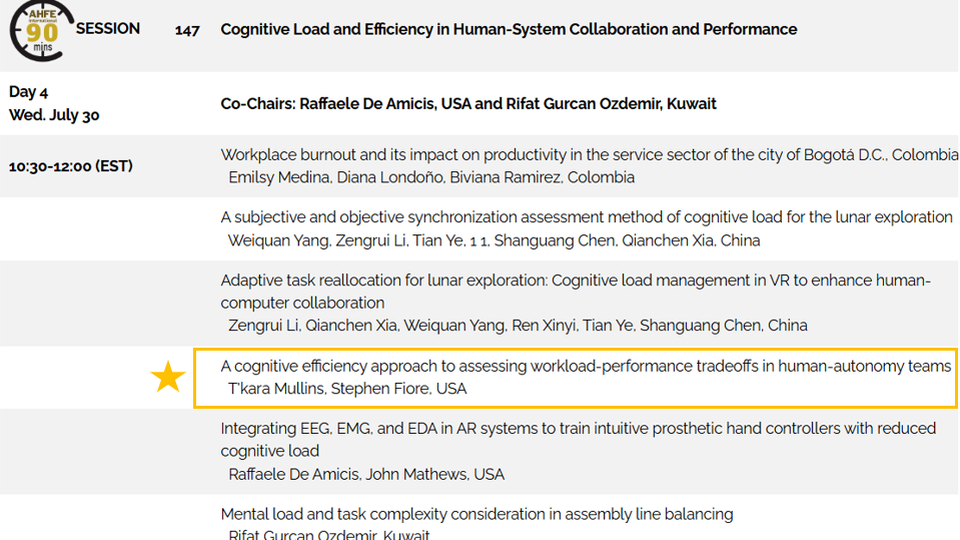 AHFE
International
90
mins
SESSION 147 Cognitive Load and Efficiency in Human-System Collaboration and Performance
Day 4
Wed. July 30
Co-Chairs: Raffaele De Amicis, USA and Rifat Gurcan Ozdemir, Kuwait
10:30-12:00 (EST)
Workplace burnout and its impact on productivity in the service sector of the city of Bogotá D.C., Colombia
Emilsy Medina, Diana Londoño, Biviana Ramirez, Colombia
A subjective and objective synchronization assessment method of cognitive load for the lunar exploration
Weiquan Yang, Zengrui Li, Tian Ye, 1 1, Shanguang Chen, Qianchen Xia, China
Adaptive task reallocation for lunar exploration: Cognitive load management in VR to enhance human-
computer collaboration
Zengrui Li, Qianchen Xia, Weiquan Yang, Ren Xinyi, Tian Ye, Shanguang Chen, China
A cognitive efficiency approach to assessing workload-performance tradeoffs in human-autonomy teams
T'kara Mullins, Stephen Fiore, USA
Integrating EEG, EMG, and EDA in AR systems to train intuitive prosthetic hand controllers with reduced
cognitive load
Raffaele De Amicis, John Mathews, USA
Mental load and task complexity consideration in assembly line balancing
Rifat Gurcan Ozdemir, Kuwait